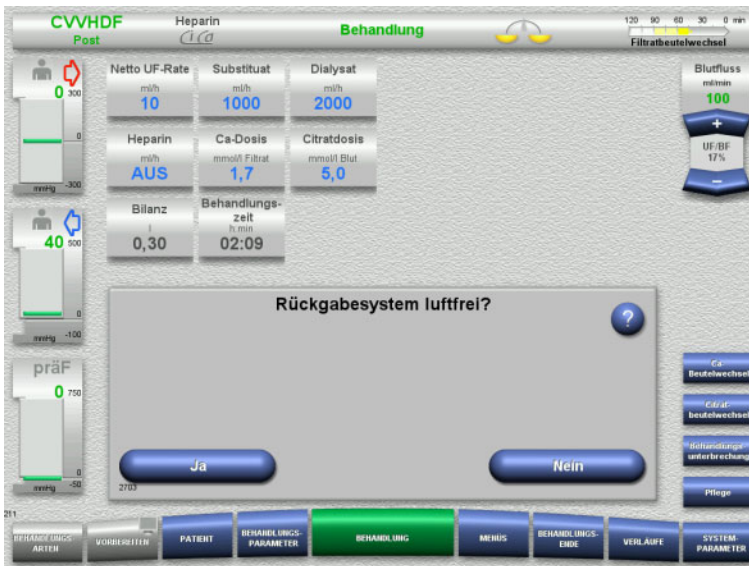 CVVHDF
Post
Heparin
Ci Ca
Behandlung
120 90 60 30 0 min
Filtratbeutelwechsel
0
300
0
-300
mmHg
Netto UF-Rate
ml/h
10
Substituat
ml/h
1000
Dialysat
ml/h
2000
Blutfluss
ml/min
100
+
UF/BF
17%
−
Heparin
ml/h
AUS
Ca-Dosis
mmol/l Filtrat
1,7
Citratdosis
mmol/l Blut
5,0
Bilanz
l
0,30
Behandlungs-
zeit
h:min
02:09
40
500
0
-100
mmHg
Rückgabesystem luftfrei?
?
Ja
Nein
2703
präF
0
750
0
-50
mmHg
Ca-
Beutelwechsel
Citrat-
beutelwechsel
Behandlungs-
unterbrechung
Pflege
211
BEHANDLUNGS-
ARTEN
VORBEREITEN
PATIENT
BEHANDLUNGS-
PARAMETER
BEHANDLUNG
MENÜS
BEHANDLUNGS-
ENDE
VERLÄUFE
SYSTEM-
PARAMETER